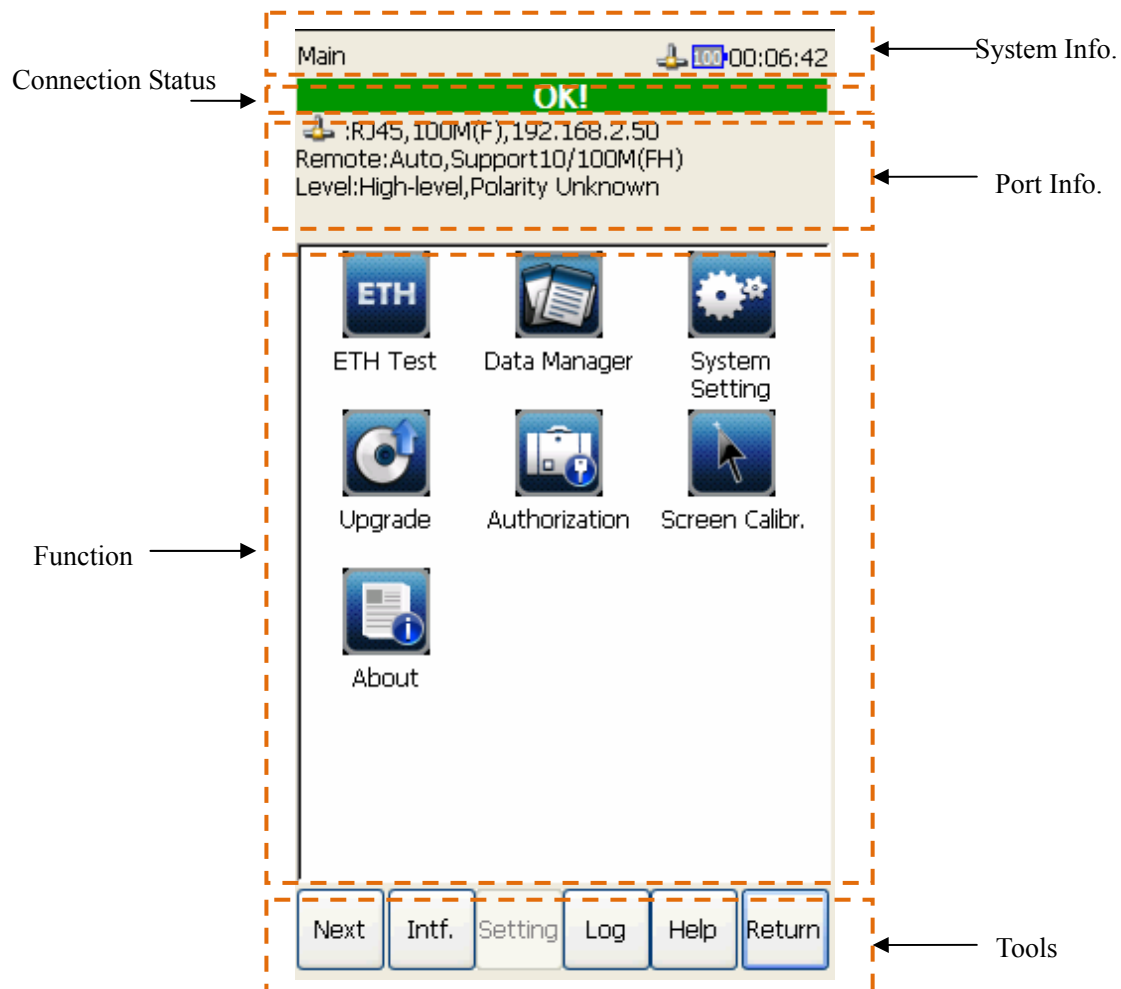 System Info.
Main
100 00:06:42
Connection Status
OK!
:RJ45,100M(F),192.168.2.50
Remote:Auto,Support10/100M(FH)
Level:High-level,Polarity Unknown
Port Info.
ETH
ETH Test
Data Manager
System
Setting
Upgrade
Authorization
Screen Calibr.
Function
i
About
Next
Intf.
Setting
Log
Help
Return
Tools